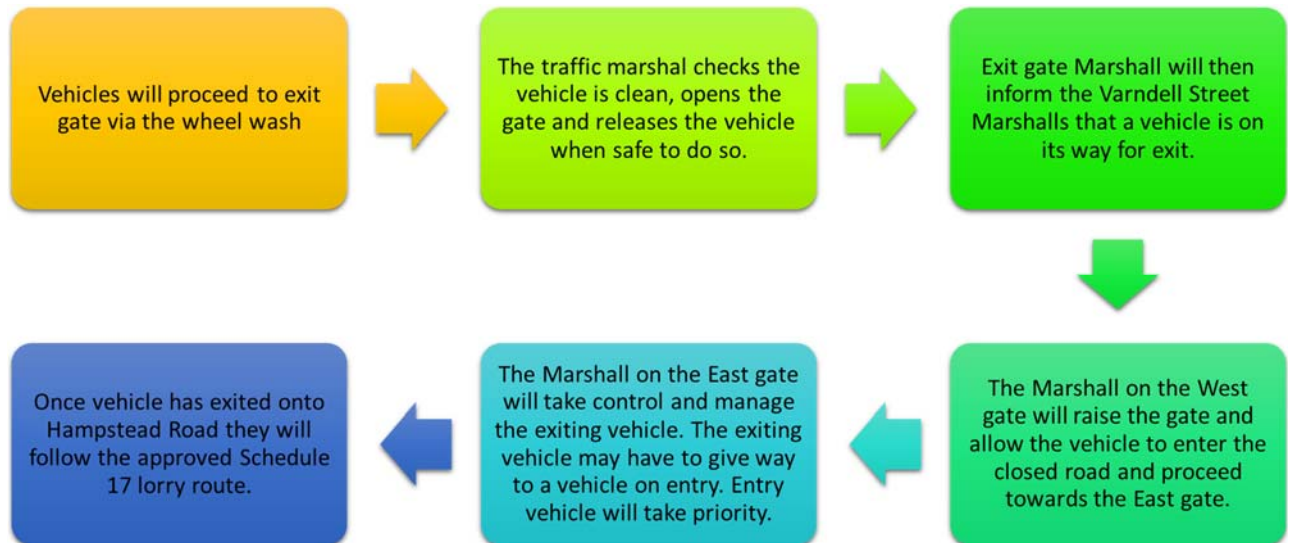 Vehicles will proceed to exit
gate via the wheel wash
The traffic marshal checks the
vehicle is clean, opens the
gate and releases the vehicle
when safe to do so.
Exit gate Marshall will then
inform the Varndell Street
Marshalls that a vehicle is on
its way for exit.
The Marshall on the West
gate will raise the gate and
allow the vehicle to enter the
closed road and proceed
towards the East gate.
The Marshall on the East gate
will take control and manage
the exiting vehicle. The exiting
vehicle may have to give way
to a vehicle on entry. Entry
vehicle will take priority.
Once vehicle has exited onto
Hampstead Road they will
follow the approved Schedule
17 lorry route.